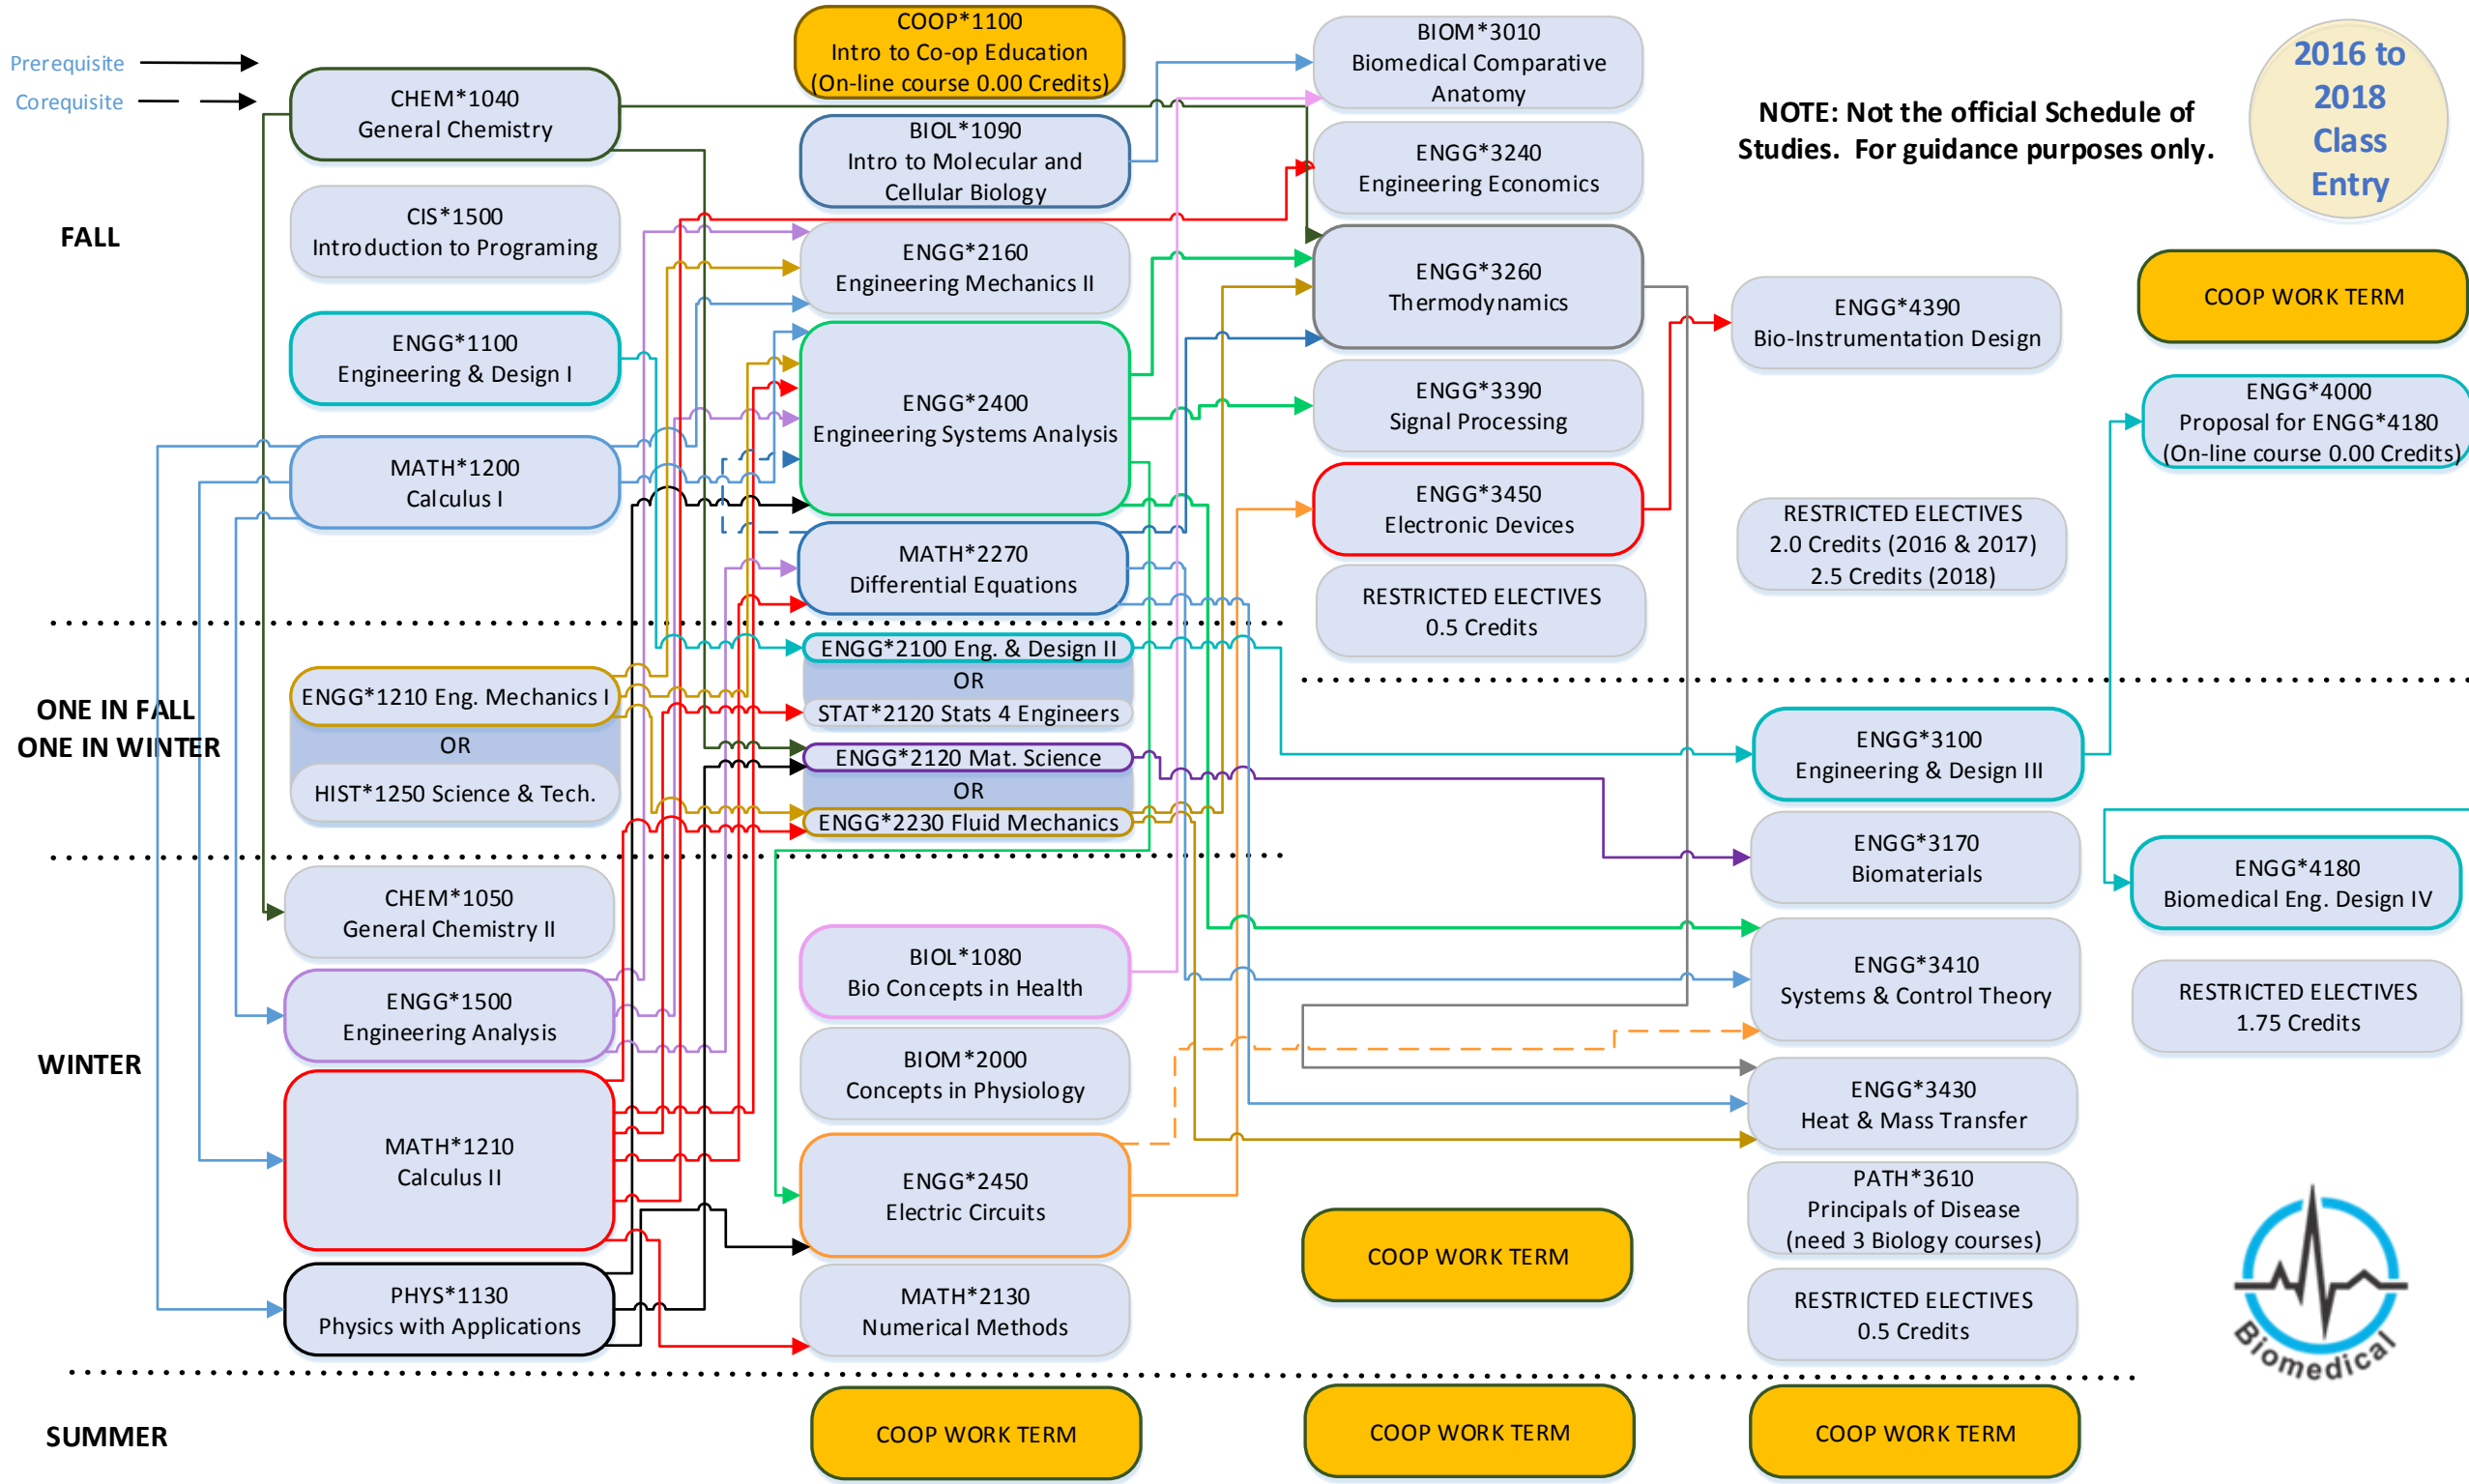 Prerequisite
Corequisite
FALL
ONE IN FALL
ONE IN WINTER
WINTER
SUMMER
CHEM*1040
General Chemistry
CIS*1500
Introduction to Programing
ENGG*1100
Engineering & Design I
MATH*1200
Calculus I
ENGG*1210 Eng. Mechanics I
OR
HIST*1250 Science & Tech.
CHEM*1050
General Chemistry II
ENGG*1500
Engineering Analysis
MATH*1210
Calculus II
PHYS*1130
Physics with Applications
COOP*1100
Intro to Co-op Education
(On-line course 0.00 Credits)
BIOL*1090
Intro to Molecular and
Cellular Biology
ENGG*2160
Engineering Mechanics II
ENGG*2400
Engineering Systems Analysis
MATH*2270
Differential Equations
ENGG*2100 Eng. & Design II
OR
STAT*2120 Stats 4 Engineers
ENGG*2120 Mat. Science
OR
ENGG*2230 Fluid Mechanics
BIOL*1080
Bio Concepts in Health
BIOM*2000
Concepts in Physiology
ENGG*2450
Electric Circuits
MATH*2130
Numerical Methods
COOP WORK TERM
BIOM*3010
Biomedical Comparative
Anatomy
ENGG*3240
Engineering Economics
ENGG*3260
Thermodynamics
ENGG*3390
Signal Processing
ENGG*3450
Electronic Devices
RESTRICTED ELECTIVES
0.5 Credits
COOP WORK TERM
COOP WORK TERM
NOTE: Not the official Schedule of
Studies. For guidance purposes only.
ENGG*4390
Bio-Instrumentation Design
RESTRICTED ELECTIVES
2.0 Credits (2016 & 2017)
2.5 Credits (2018)
ENGG*3100
Engineering & Design III
ENGG*3170
Biomaterials
ENGG*3410
Systems & Control Theory
ENGG*3430
Heat & Mass Transfer
PATH*3610
Principals of Disease
(need 3 Biology courses)
RESTRICTED ELECTIVES
0.5 Credits
COOP WORK TERM
2016 to
2018
Class
Entry
COOP WORK TERM
ENGG*4000
Proposal for ENGG*4180
(On-line course 0.00 Credits)
ENGG*4180
Biomedical Eng. Design IV
RESTRICTED ELECTIVES
1.75 Credits
Biomedical